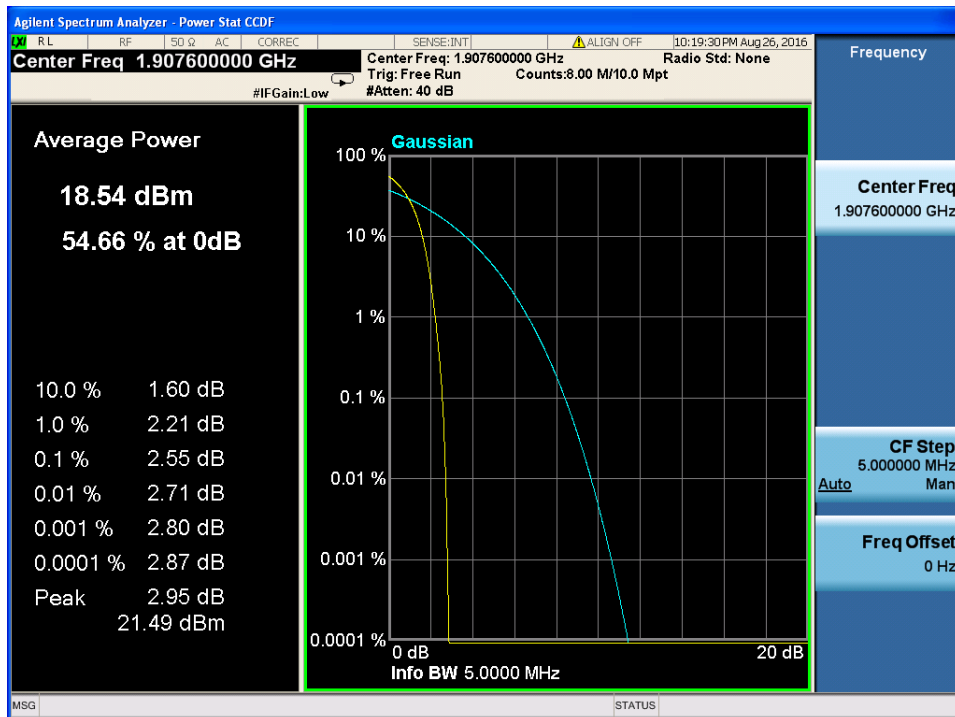 Agilent Spectrum Analyzer - Power Stat CCDF
LXI RL RF 50 Ω AC CORREC SENSE:INT ALIGN OFF 10:19:30 PM Aug 26, 2016
Center Freq 1.907600000 GHz
Center Freq: 1.907600000 GHz Radio Std: None
Trig: Free Run Counts:8.00 M/10.0 Mpt
#IFGain:Low #Atten: 40 dB
Average Power
18.54 dBm
54.66 % at 0dB
10.0 % 1.60 dB
1.0 % 2.21 dB
0.1 % 2.55 dB
0.01 % 2.71 dB
0.001 % 2.80 dB
0.0001 % 2.87 dB
Peak 2.95 dB
21.49 dBm
Gaussian
100 %
10 %
1 %
0.1 %
0.01 %
0.001 %
0.0001 %
0 dB 20 dB
Info BW 5.0000 MHz
Frequency
Center Freq
1.907600000 GHz
CF Step
5.000000 MHz
Auto Man
Freq Offset
0 Hz
MSG STATUS